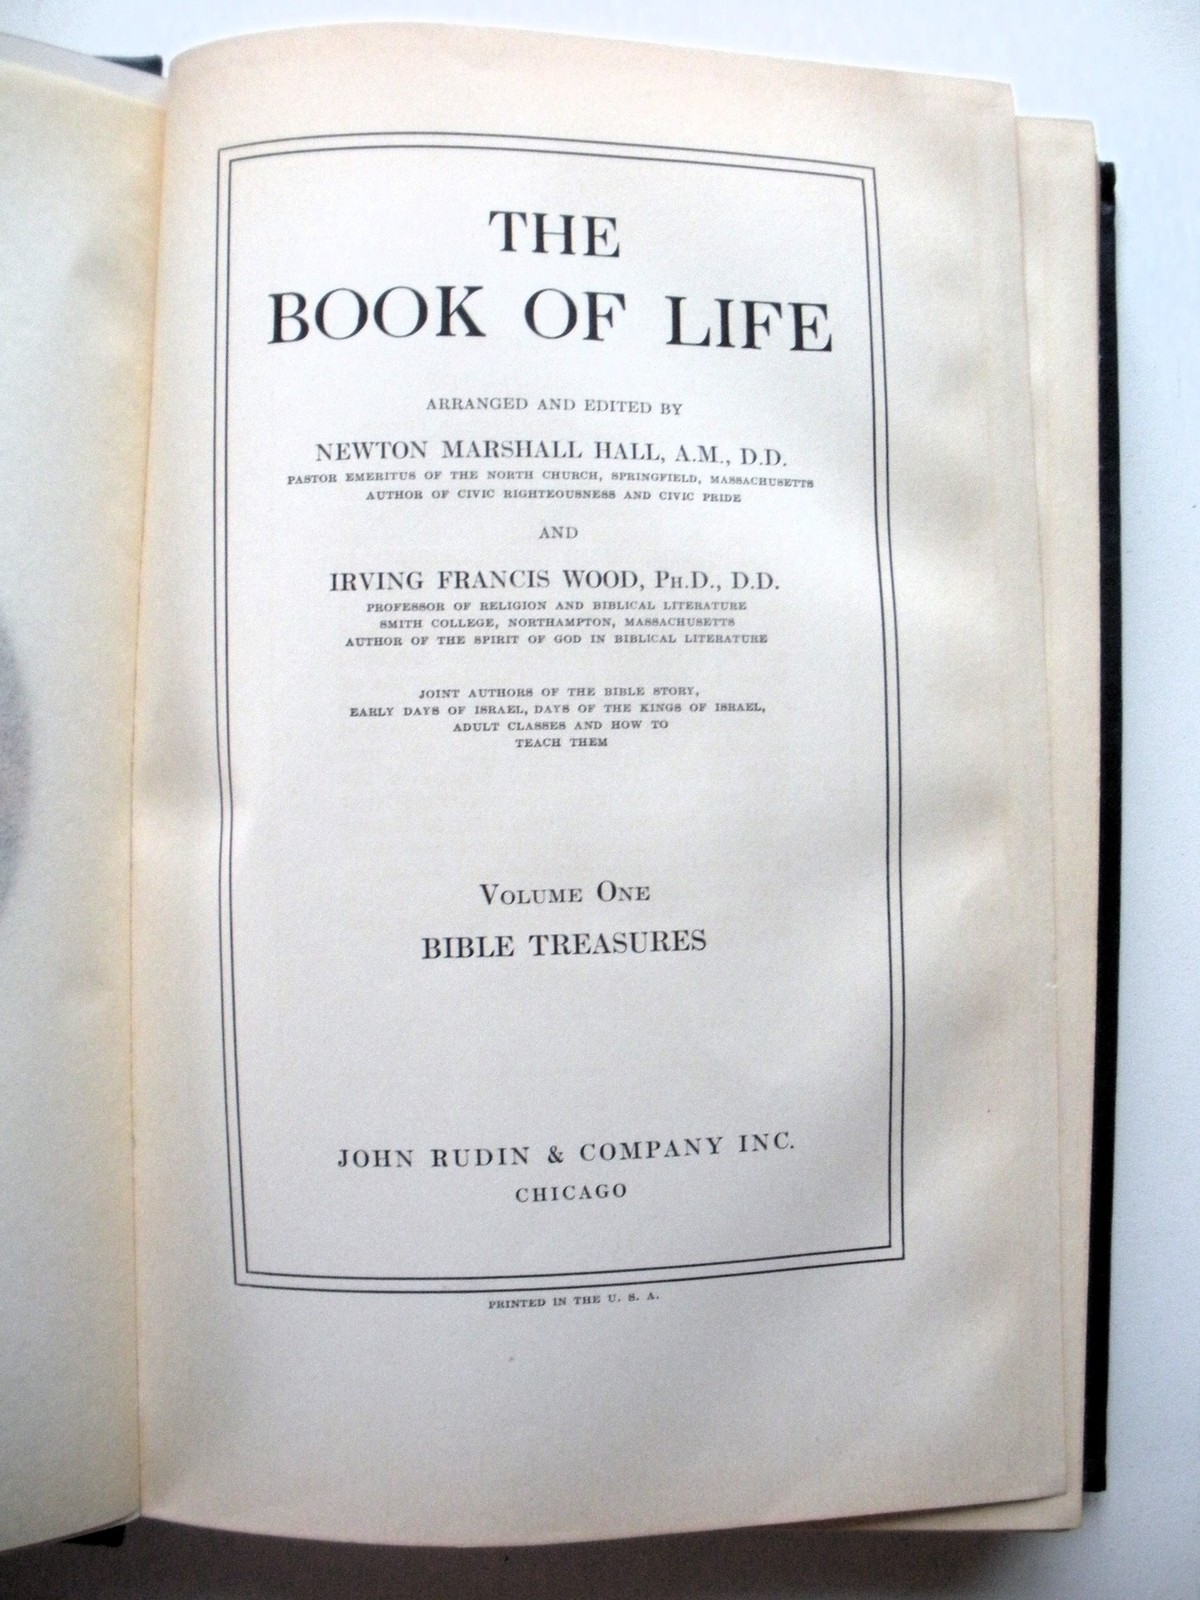 THE
BOOK OF LIFE
ARRANGED AND EDITED BY
NEWTON MARSHALL HALL, A.M., D.D.
PASTOR EMERITUS OF THE NORTH CHURCH, SPRINGFIELD, MASSACHUSETTS
AUTHOR OF CIVIC RIGHTEOUSNESS AND CIVIC PRIDE
AND
IRVING FRANCIS WOOD, PH.D., D.D.
PROFESSOR OF RELIGION AND BIBLICAL LITERATURE
SMITH COLLEGE, NORTHAMPTON, MASSACHUSETTS
AUTHOR OF THE SPIRIT OF GOD IN BIBLICAL LITERATURE
JOINT AUTHORS OF THE BIBLE STORY,
EARLY DAYS OF ISRAEL, DAYS OF THE KINGS OF ISRAEL,
ADULT CLASSES AND HOW TO
TEACH THEM
VOLUME ONE
BIBLE TREASURES
JOHN RUDIN & COMPANY INC.
CHICAGO
PRINTED IN THE U. S. A.